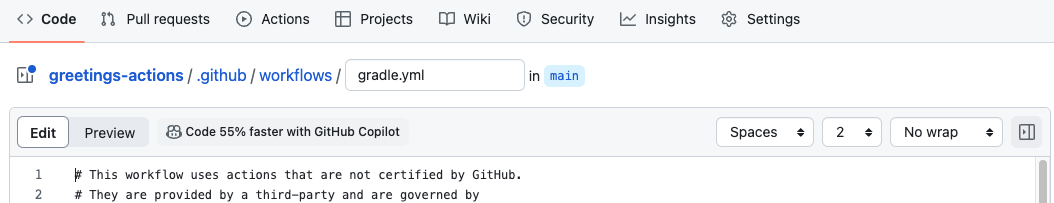 Code Pull requests Actions Projects Wiki Security Insights Settings
greetings-actions / .github / workflows / gradle.yml in main
Edit Preview Code 55% faster with GitHub Copilot Spaces 2 No wrap
1 # This workflow uses actions that are not certified by GitHub.
2 # They are provided by a third-party and are governed by